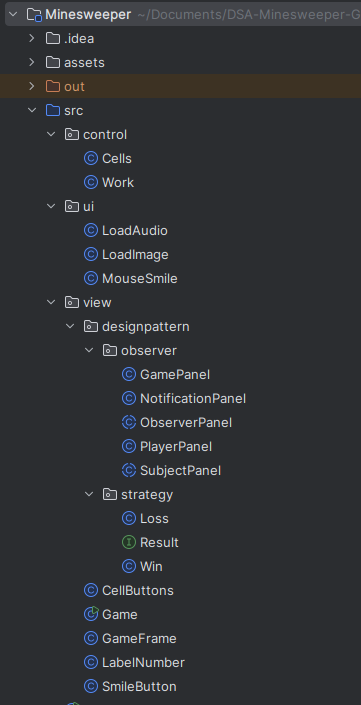 Minesweeper ~/Documents/DSA-Minesweeper-G
.idea
assets
out
src
control
Cells
Work
ui
LoadAudio
LoadImage
MouseSmile
view
designpattern
observer
GamePanel
NotificationPanel
ObserverPanel
PlayerPanel
SubjectPanel
strategy
Loss
Result
Win
CellButtons
Game
GameFrame
LabelNumber
SmileButton